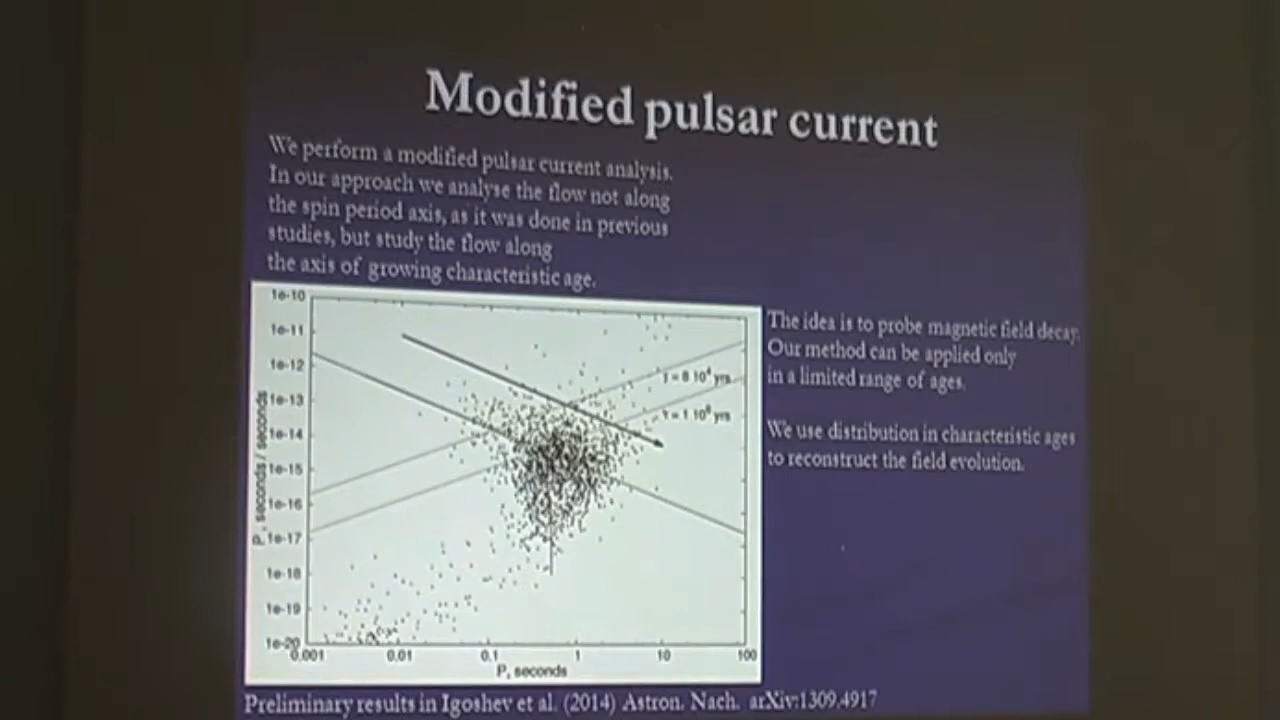 Modified pulsar current
We perform a modified pulsar current analysis.
In our approach we analyse the flow not along
the spin period axis, as it was done in previous
studies, but study the flow along
the axis of growing characteristic age.
1e-10
1e-11
1e-12
1e-13
1e-14
1e-15
1e-16
1e-17
1e-18
1e-19
1e-20
P, seconds / seconds
0.001 0.01 0.1 1 10 100
P, seconds
The idea is to probe magnetic field decay.
Our method can be applied only
in a limited range of ages.
We use distribution in characteristic ages
to reconstruct the field evolution.
Preliminary results in Igoshev et al. (2014) Astron. Nach. arXiv:1309.4917